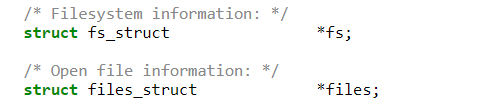 /* Filesystem information: */
struct fs_struct *fs;
/* Open file information: */
struct files_struct *files;